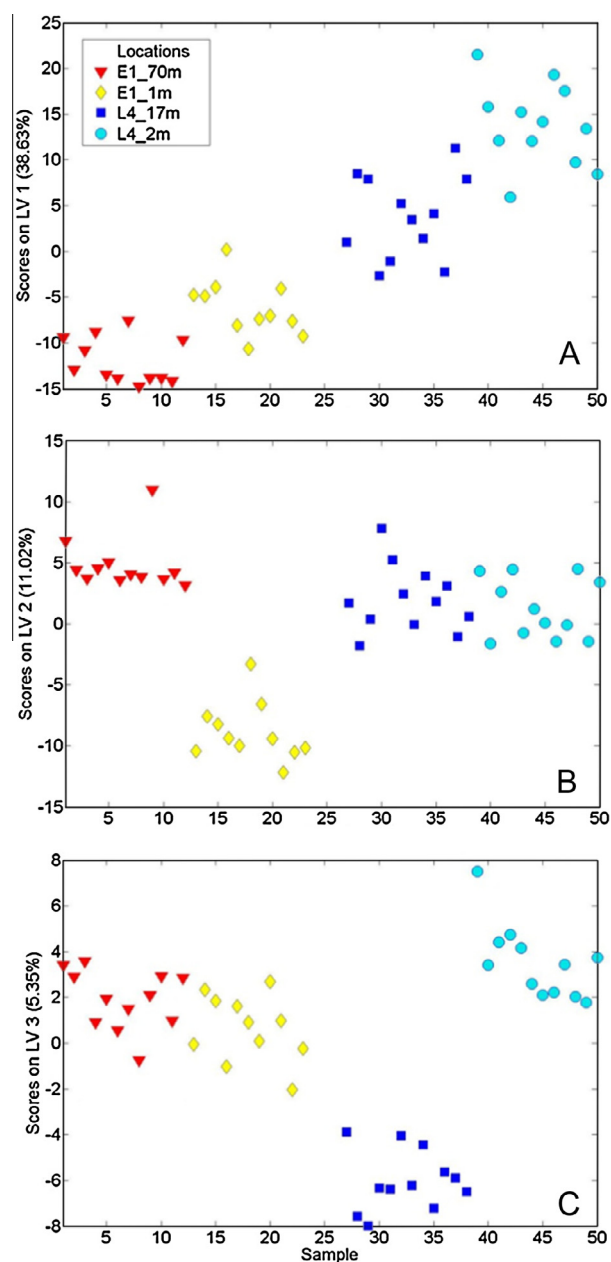 25
20
15
10
5
0
-5
-10
-15
Scores on LV 1 (38.63%)
Locations
E1_70m
E1_1m
L4_17m
L4_2m
A
5 10 15 20 25 30 35 40 45 50
15
10
5
0
-5
-10
-15
Scores on LV 2 (11.02%)
B
5 10 15 20 25 30 35 40 45 50
8
6
4
2
0
-2
-4
-6
-8
Scores on LV 3 (5.35%)
C
5 10 15 20 25 30 35 40 45 50
Sample